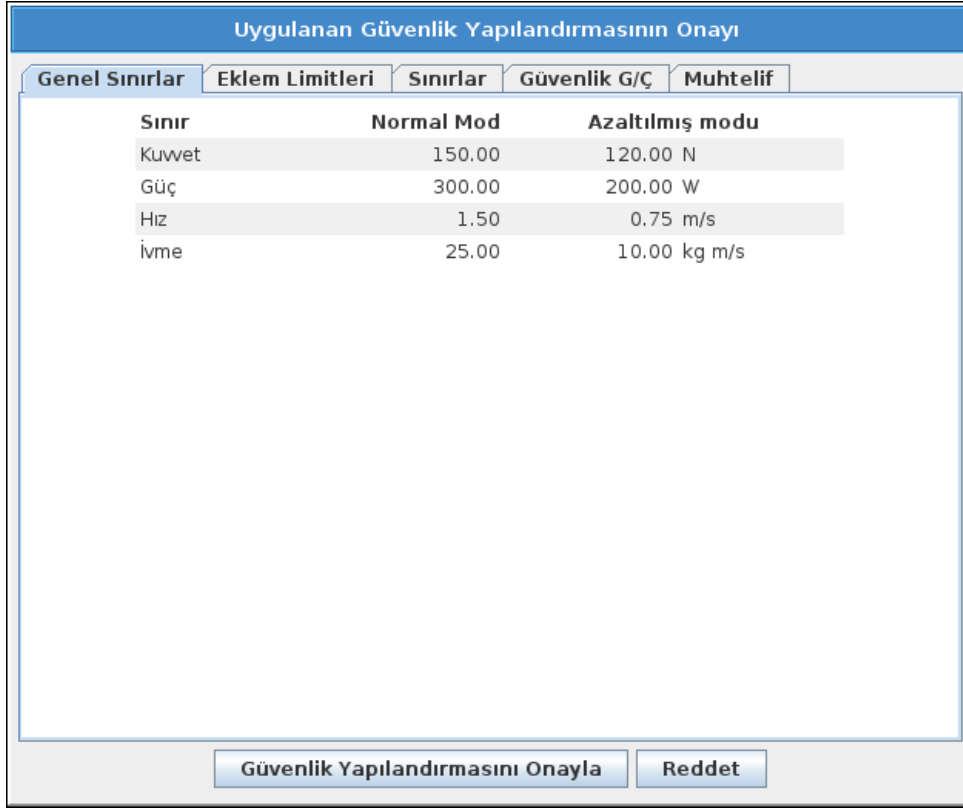 Uygulanan Güvenlik Yapılandırmasının Onayı
Genel Sınırlar Eklem Limitleri Sınırlar Güvenlik G/Ç Muhtelif
Sınır Normal Mod Azaltılmış modu
Kuvvet 150.00 120.00 N
Güç 300.00 200.00 W
Hız 1.50 0.75 m/s
İvme 25.00 10.00 kg m/s
Güvenlik Yapılandırmasını Onayla Reddet